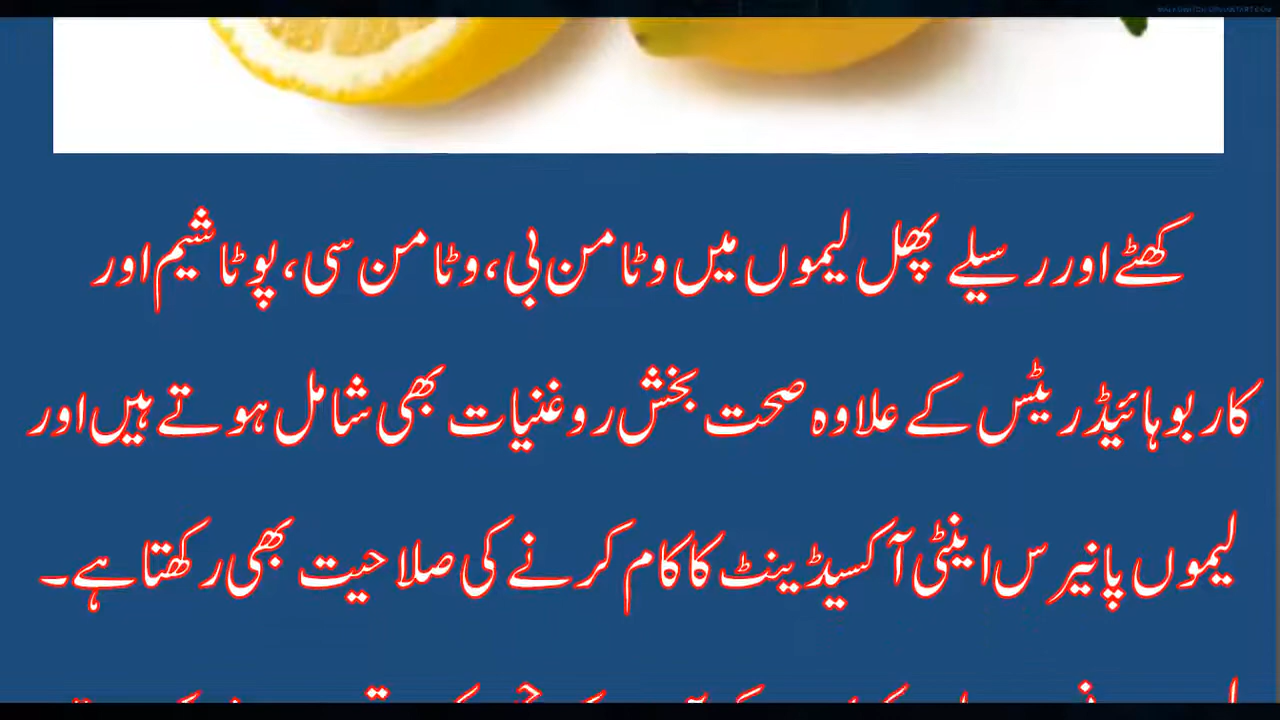 کھٹے اور رسیلے پھل لیموں میں وٹامن بی، وٹامن سی، پوٹاشیم اور
کاربوہائیڈریٹس کے علاوہ صحت بخش روغنیات بھی شامل ہوتے ہیں اور
لیموں پانیرس اینٹی آکسیڈینٹ کا کام کرنے کی صلاحیت بھی رکھتا ہے۔